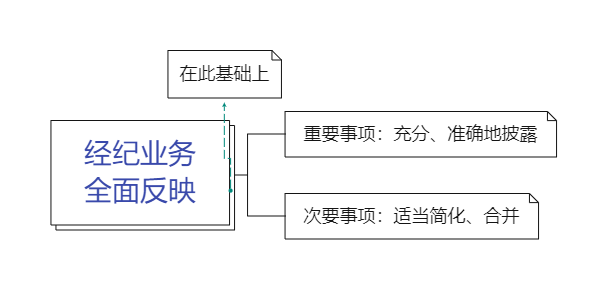 在此基础上
经纪业务
全面反映
重要事项：充分、准确地披露
次要事项：适当简化、合并